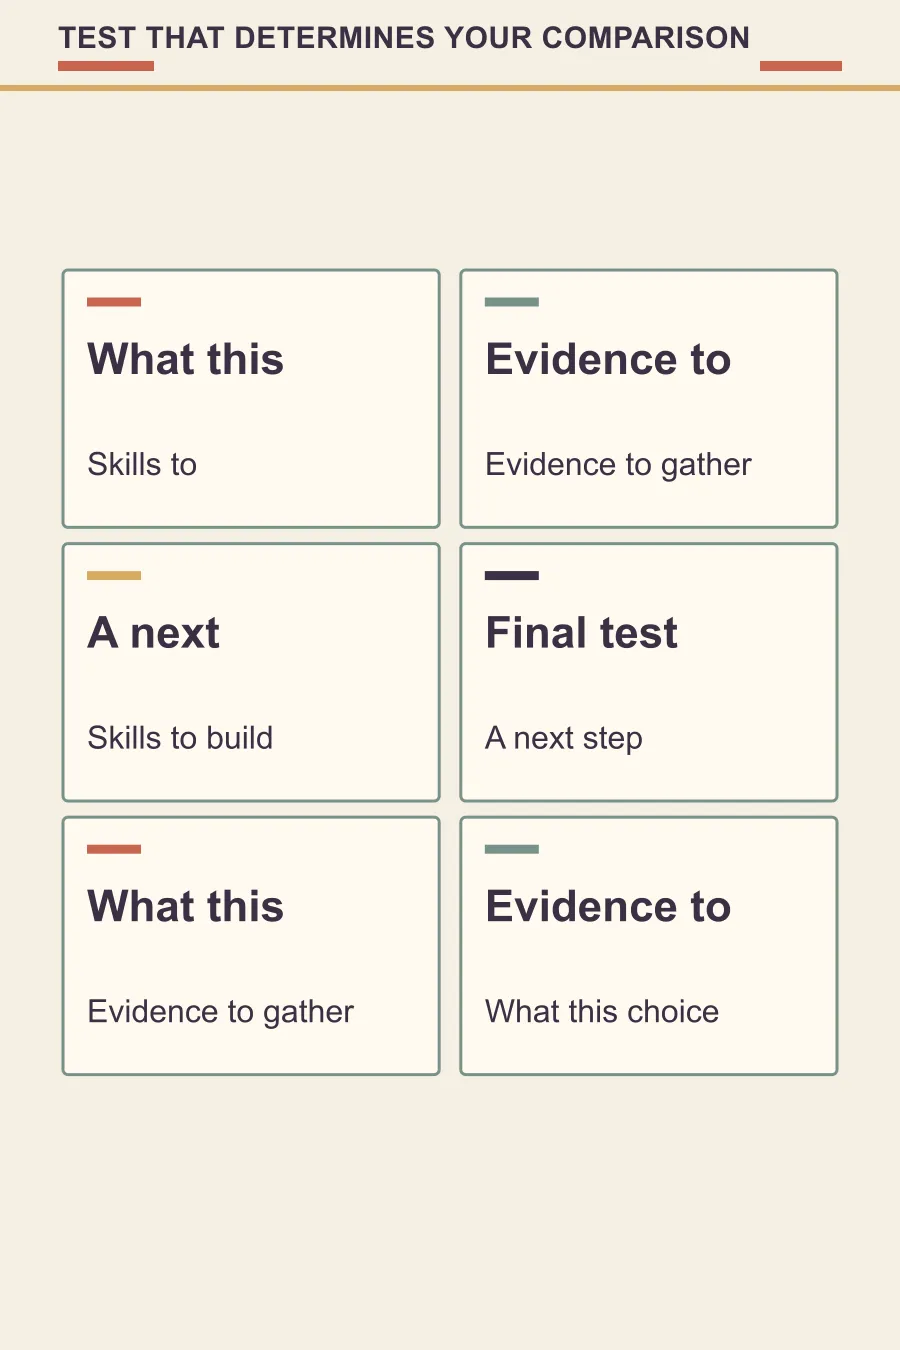 TEST THAT DETERMINES YOUR COMPARISON
What this
Skills to
Evidence to
Evidence to gather
A next
Skills to build
Final test
A next step
What this
Evidence to gather
Evidence to
What this choice